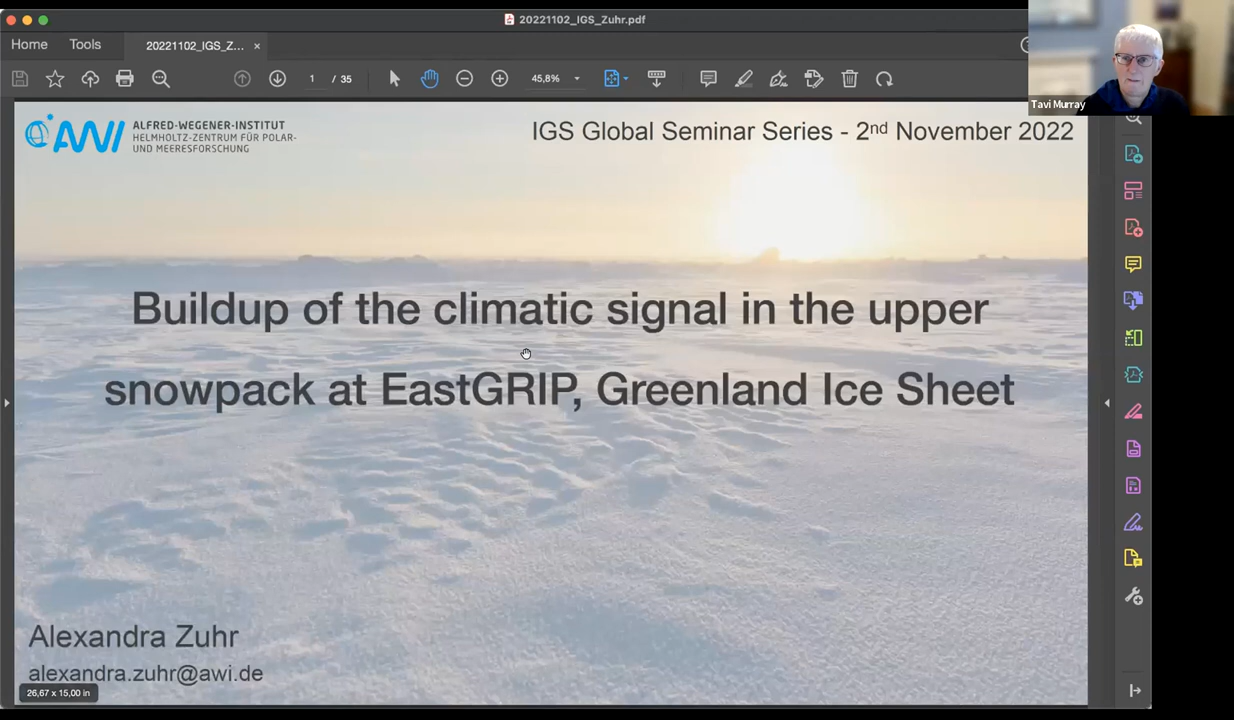 20221102_IGS_Zuhr.pdf
Home
Tools
20221102_IGS_Z...
1 / 35
45,8%
Tavi Murray
ALFRED-WEGENER-INSTITUT
HELMHOLTZ-ZENTRUM FÜR POLAR-
UND MEERESFORSCHUNG
IGS Global Seminar Series - 2nd November 2022
Buildup of the climatic signal in the upper
snowpack at EastGRIP, Greenland Ice Sheet
Alexandra Zuhr
alexandra.zuhr@awi.de
26,67 x 15,00 in